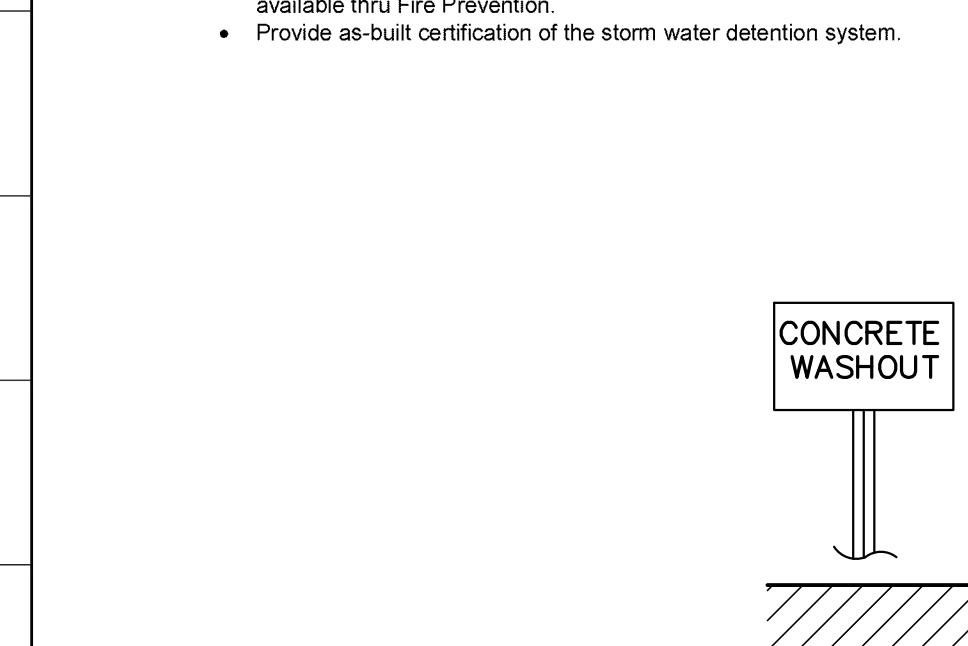 available thru Fire Prevention.
• Provide as-built certification of the storm water detention system.
CONCRETE
WASHOUT